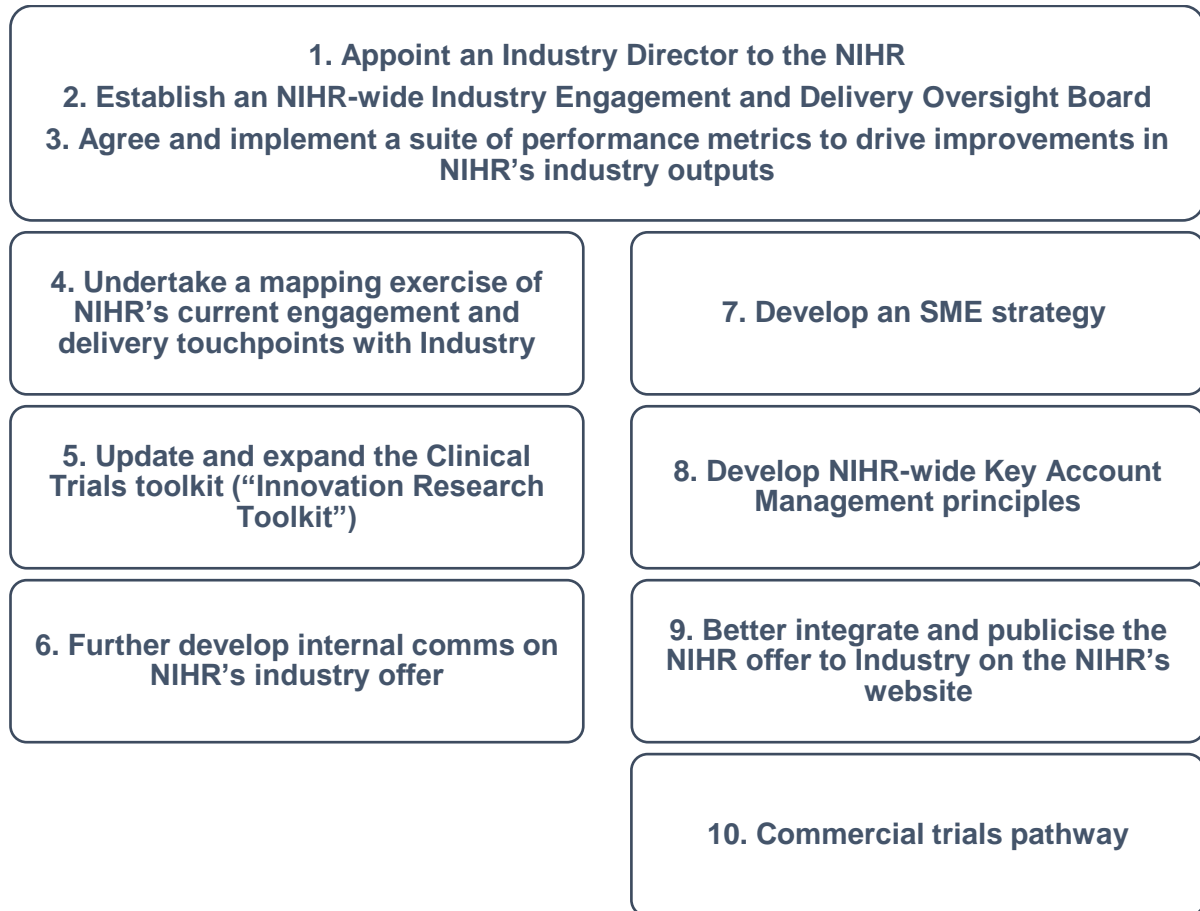 1. Appoint an Industry Director to the NIHR
2. Establish an NIHR-wide Industry Engagement and Delivery Oversight Board
3. Agree and implement a suite of performance metrics to drive improvements in
NIHR’s industry outputs
4. Undertake a mapping exercise of
NIHR’s current engagement and
delivery touchpoints with Industry
5. Update and expand the Clinical
Trials toolkit (“Innovation Research
Toolkit”)
6. Further develop internal comms on
NIHR’s industry offer
7. Develop an SME strategy
8. Develop NIHR-wide Key Account
Management principles
9. Better integrate and publicise the
NIHR offer to Industry on the NIHR’s
website
10. Commercial trials pathway